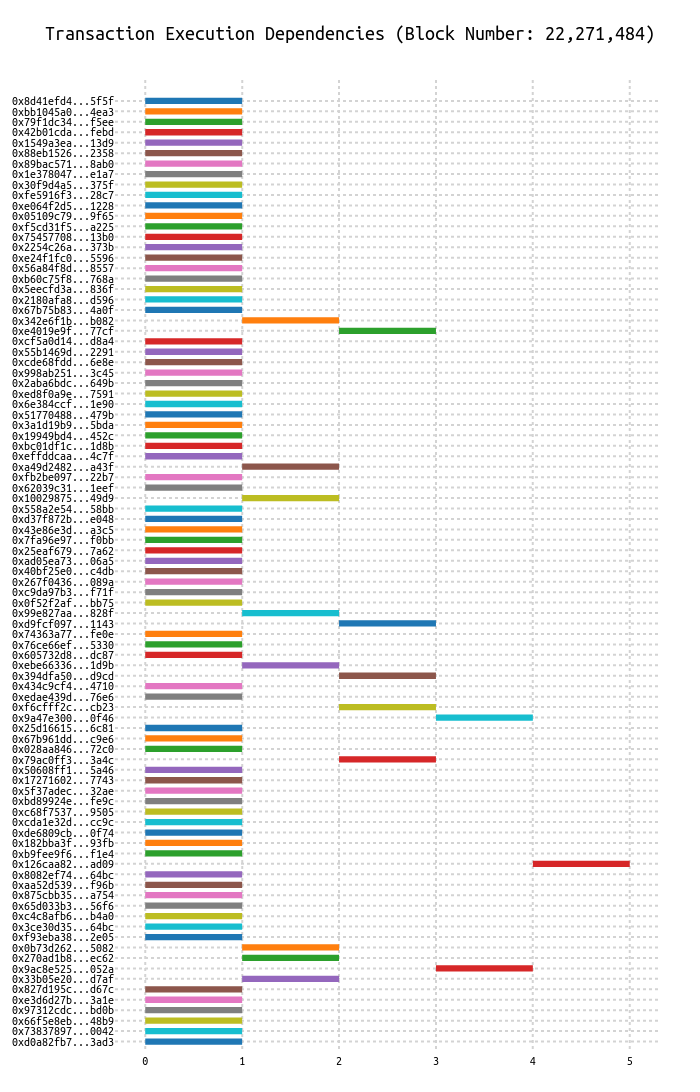 Transaction Execution Dependencies (Block Number: 22,271,484)
0x8d41efd4...5f5f
0xbb1045a0...4ea3
0x79f1dc34...f5ee
0x42b01cda...febd
0x1549a3ea...13d9
0x88eb1526...2358
0x89bac571...8ab0
0x1e378047...e1a7
0x30f9d4a5...375f
0xfe5916f3...28c7
0xe064f2d5...1228
0x05109c79...9f65
0xf5cd31f5...a225
0x75457708...13b0
0x2254c26a...373b
0xe24f1fc0...5596
0x56a84f8d...8557
0xb60c75f8...768a
0x5eecfd3a...836f
0x2180afa8...d596
0x67b75b83...4a0f
0x342e6f1b...b082
0xe4019e9f...77cf
0xcf5a0d14...d8a4
0x55b1469d...2291
0xcde68fdd...6e8e
0x998ab251...3c45
0x2aba6bdc...649b
0xed8f0a9e...7591
0x6e384ccf...1e90
0x51770488...479b
0x3a1d19b9...5bda
0x19949bd4...452c
0xbc01df1c...1d8b
0xeffddcaa...4c7f
0xa49d2482...a43f
0xfb2be097...22b7
0x62039c31...1eef
0x10029875...49d9
0x558a2e54...58bb
0xd37f872b...e048
0x43e86e3d...a3c5
0x7fa96e97...f0bb
0x25eaf679...7a62
0xad05ea73...06a5
0x40bf25e0...c4db
0x267f0436...089a
0xc9da97b3...f71f
0x0f52f2af...bb75
0x99e827aa...828f
0xd9fcf097...1143
0x74363a77...fe0e
0x76ce66ef...5330
0x605732d8...dc87
0xebe66336...1d9b
0x394dfa50...d9cd
0x434c9cf4...4710
0xedae439d...76e6
0xf6cfff2c...cb23
0x9a47e300...0f46
0x25d16615...6c81
0x67b961dd...c9e6
0x028aa846...72c0
0x79ac0ff3...3a4c
0x50608ff1...5a46
0x17271602...7743
0x5f37adec...32ae
0xbd89924e...fe9c
0xc68f7537...9505
0xcda1e32d...cc9c
0xde6809cb...0f74
0x182bba3f...93fb
0xb9fee9f6...f1e4
0x126caa82...ad09
0x8082ef74...64bc
0xaa52d539...f96b
0x875cbb35...a754
0x65d033b3...56f6
0xc4c8afb6...b4a0
0x3ce30d35...64bc
0xf93eba38...2e05
0x0b73d262...5082
0x270ad1b8...ec62
0x9ac8e525...052a
0x33b05e20...d7af
0x827d195c...d67c
0xe3d6d27b...3a1e
0x97312cdc...bd0b
0x66f5e8eb...48b9
0x73837897...0042
0xd0a82fb7...3ad3
0 1 2 3 4 5